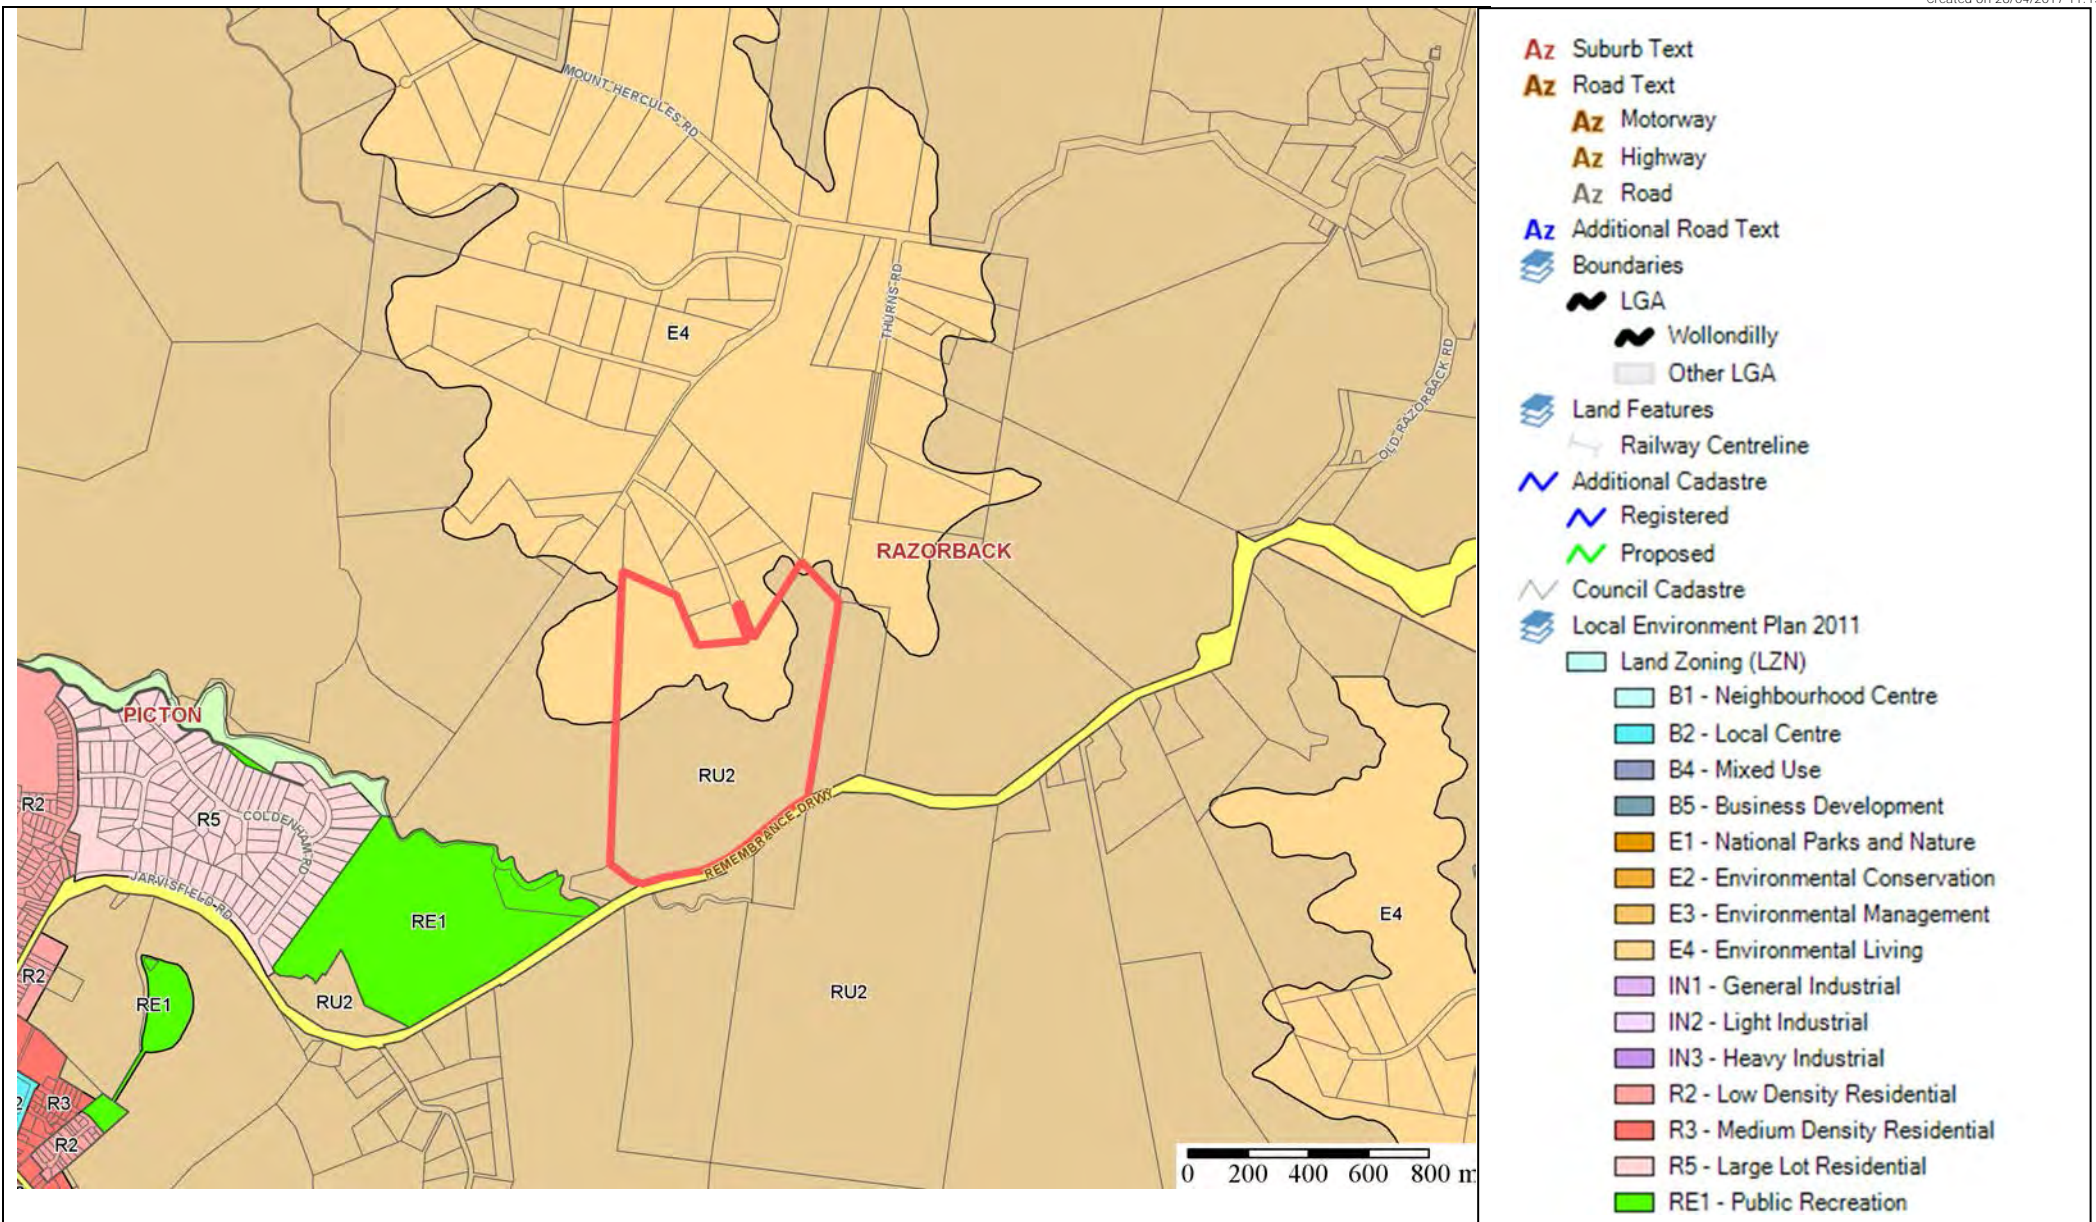 MOUNT HERCULES RD
THURNS RD
E4
OLD RAZORBACK RD
RAZORBACK
PICTON
RU2
R2
R5
COLDENHAM RD
REMEMBRANCE DRWY
JARVISFIELD RD
RE1
E4
R2
RE1
RU2
RU2
R3
R2
0 200 400 600 800 m
Az Suburb Text
Az Road Text
Az Motorway
Az Highway
Az Road
Az Additional Road Text
Boundaries
LGA
Wollondilly
Other LGA
Land Features
Railway Centreline
Additional Cadastre
Registered
Proposed
Council Cadastre
Local Environment Plan 2011
Land Zoning (LZN)
B1 - Neighbourhood Centre
B2 - Local Centre
B4 - Mixed Use
B5 - Business Development
E1 - National Parks and Nature
E2 - Environmental Conservation
E3 - Environmental Management
E4 - Environmental Living
IN1 - General Industrial
IN2 - Light Industrial
IN3 - Heavy Industrial
R2 - Low Density Residential
R3 - Medium Density Residential
R5 - Large Lot Residential
RE1 - Public Recreation